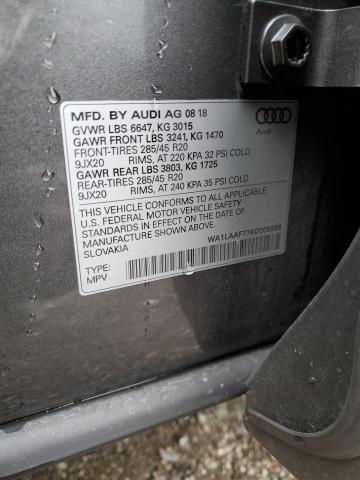 MFD. BY AUDI AG 08 18
GVWR LBS 6647, KG 3015
GAWR FRONT LBS 3241, KG 1470
FRONT-TIRES 285/45 R20
9JX20 RIMS, AT 220 KPA 32 PSI COLD
GAWR REAR LBS 3803, KG 1725
REAR-TIRES 285/45 R20
9JX20 RIMS, AT 240 KPA 35 PSI COLD
THIS VEHICLE CONFORMS TO ALL APPLICABLE
U.S. FEDERAL MOTOR VEHICLE SAFETY STANDARDS
IN EFFECT ON THE DATE OF MANUFACTURE
SLOVAKIA
TYPE:
MPV
Audi